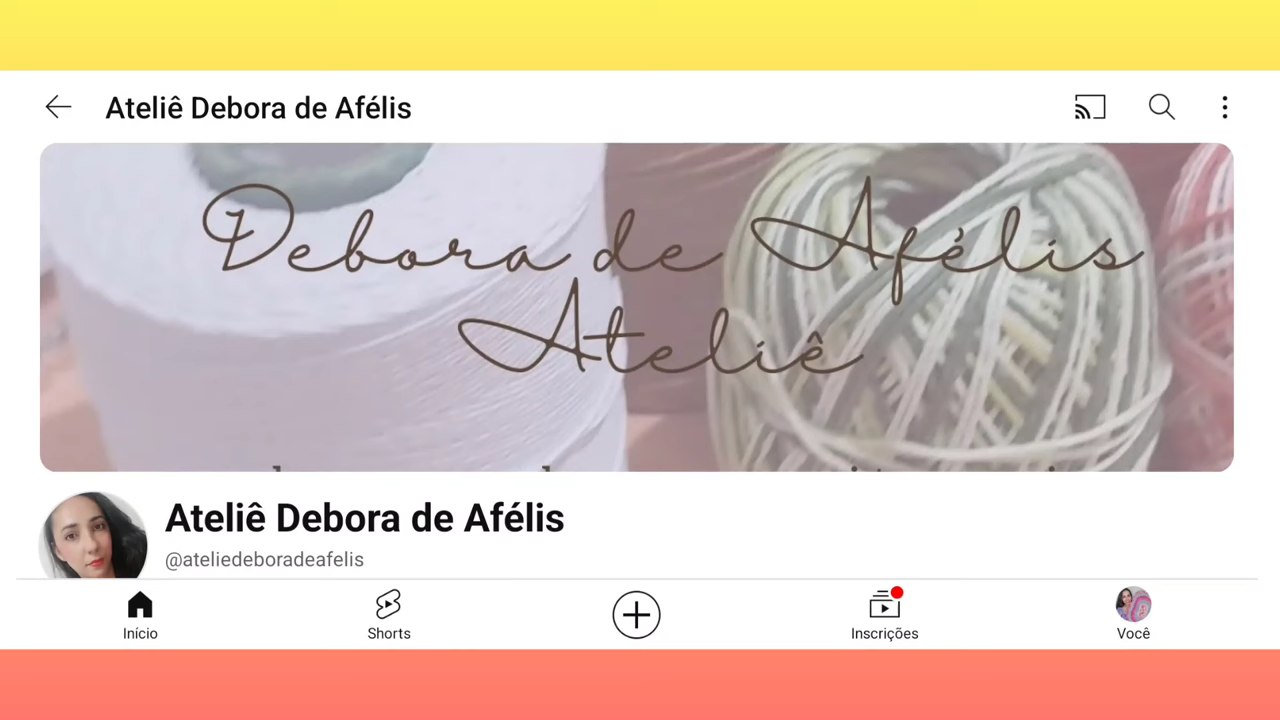 Ateliê Debora de Afélis
Debora de Afélis
Ateliê
Ateliê Debora de Afélis
@ateliedeboradeafelis
Início
Shorts
Inscrições
Você